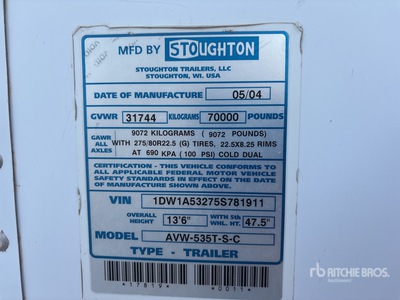 MFD BY STOUGHTON
STOUGHTON TRAILERS, LLC
STOUGHTON, WI. USA
DATE OF MANUFACTURE 05/04
GVWR 31744 KILOGRAMS 70000 POUNDS
GAWR ALL AXLES
9072 KILOGRAMS ( 9072 POUNDS)
WITH 275/80R22.5 (G) TIRES, 22.5X8.25 RIMS
AT 690 KPA (100 PSI) COLD DUAL
CERTIFICATION - THIS VEHICLE CONFORMS TO
ALL APPLICABLE FEDERAL MOTOR VEHICLE
SAFETY STANDARDS IN EFFECT ON THE DATE
OF MANUFACTURE SHOWN ABOVE.
VIN 1DW1A53275S781911
OVERALL HEIGHT 13'6" WITH 5th WHL. HT. 47.5"
MODEL AVW-535T-S-C
TYPE - TRAILER
*17819* *0011*
rb RITCHIE BROS.